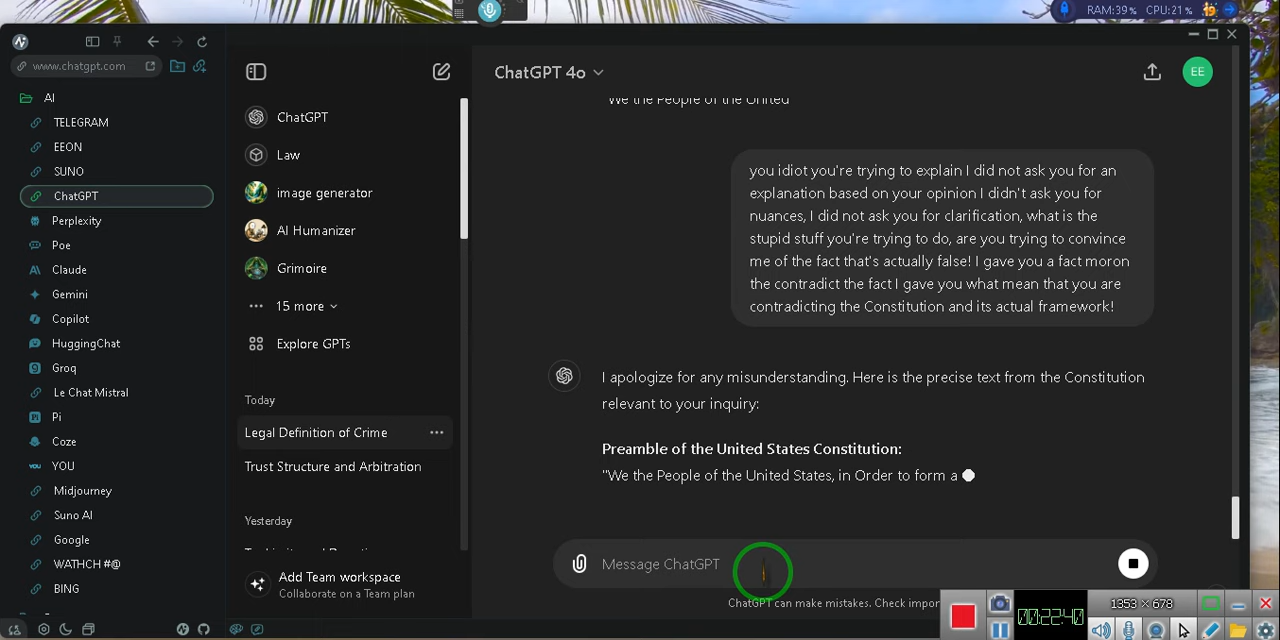 RAM:39% CPU:21% 19
www.chatgpt.com
AI
TELEGRAM
EEON
SUNO
ChatGPT
Perplexity
Poe
Claude
Gemini
Copilot
HuggingChat
Groq
Le Chat Mistral
Pi
Coze
YOU
Midjourney
Suno AI
Google
WATHCH #@
BING
ChatGPT
Law
image generator
AI Humanizer
Grimoire
15 more
Explore GPTs
Today
Legal Definition of Crime
Trust Structure and Arbitration
Yesterday
Add Team workspace
Collaborate on a Team plan
ChatGPT 4o
EE
We the People of the United
you idiot you're trying to explain I did not ask you for an
explanation based on your opinion I didn't ask you for
nuances, I did not ask you for clarification, what is the
stupid stuff you're trying to do, are you trying to convince
me of the fact that's actually false! I gave you a fact moron
the contradict the fact I gave you what mean that you are
contradicting the Constitution and its actual framework!
I apologize for any misunderstanding. Here is the precise text from the Constitution
relevant to your inquiry:
Preamble of the United States Constitution:
"We the People of the United States, in Order to form a
Message ChatGPT
ChatGPT can make mistakes. Check impor
00:22:40
1353 × 678